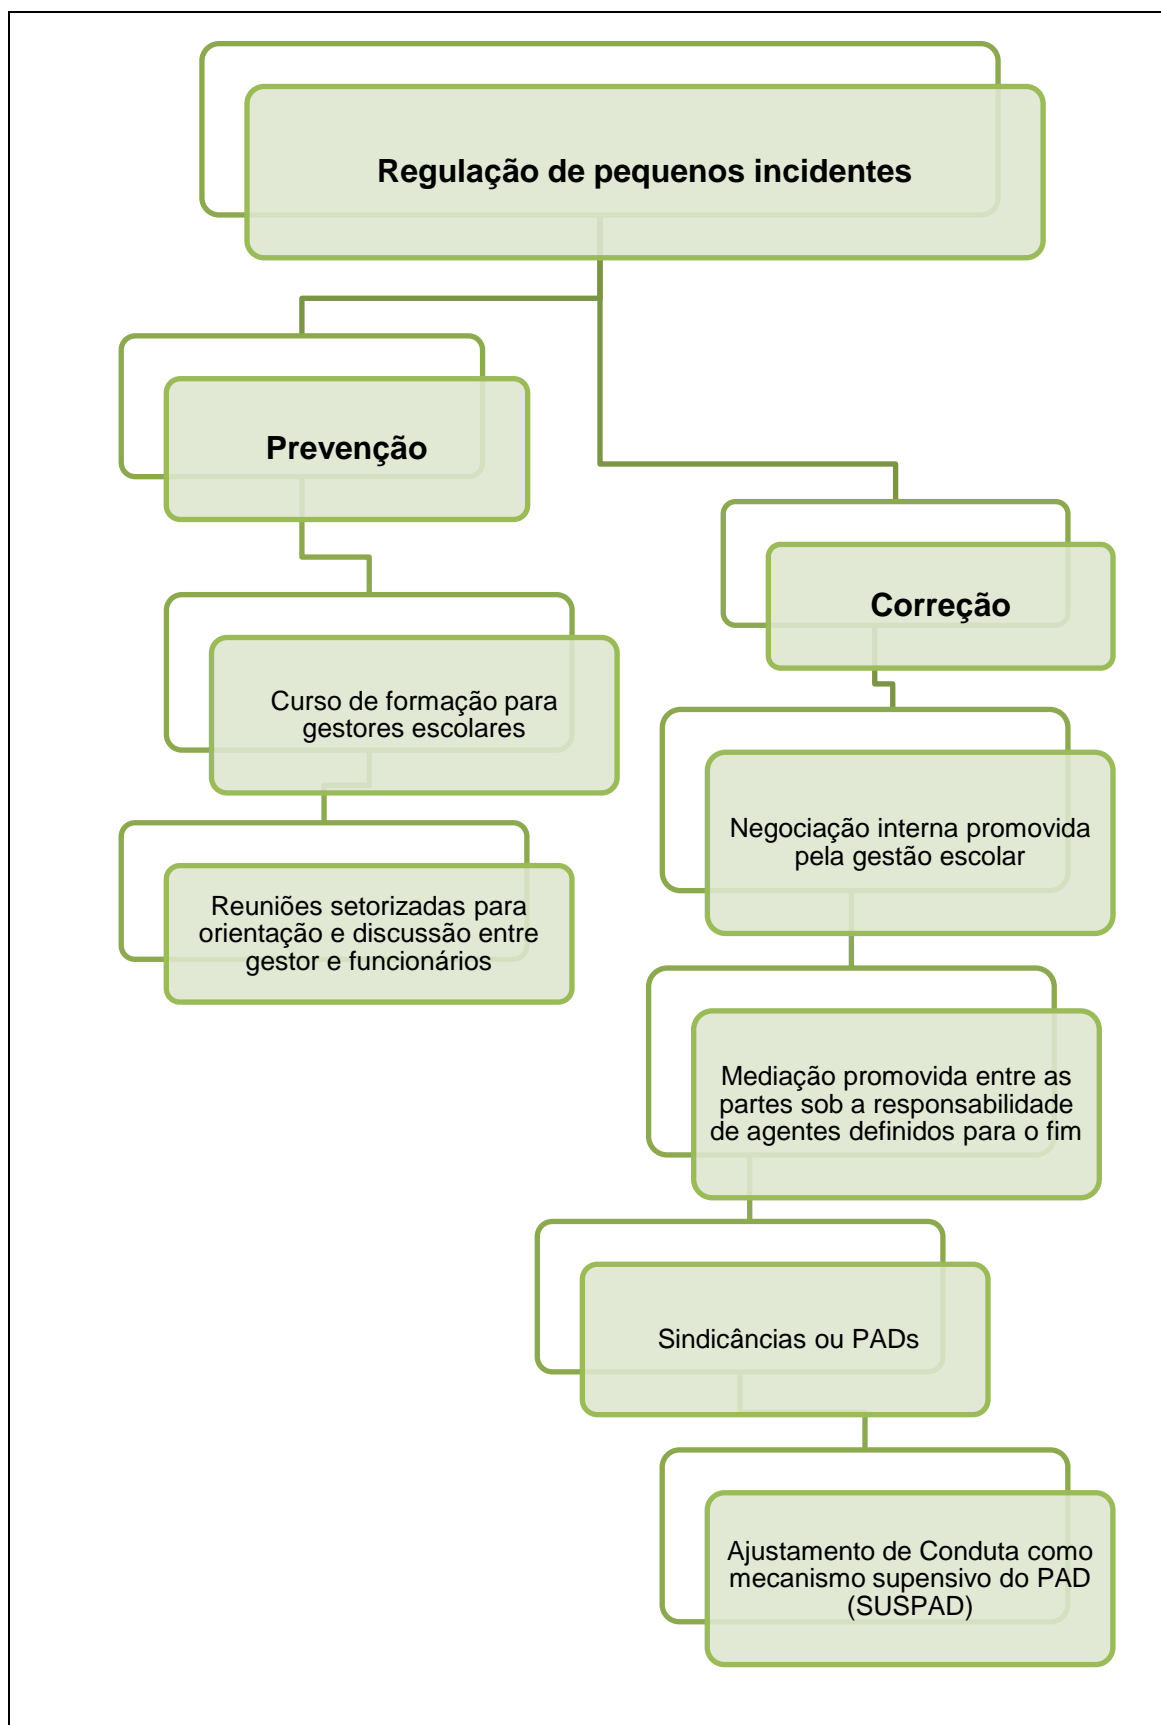 Regulação de pequenos incidentes
Prevenção
Curso de formação para
gestores escolares
Reuniões setorizadas para
orientação e discussão entre
gestor e funcionários
Correção
Negociação interna promovida
pela gestão escolar
Mediação promovida entre as
partes sob a responsabilidade
de agentes definidos para o fim
Sindicâncias ou PADs
Ajustamento de Conduta como
mecanismo supensivo do PAD
(SUSPAD)